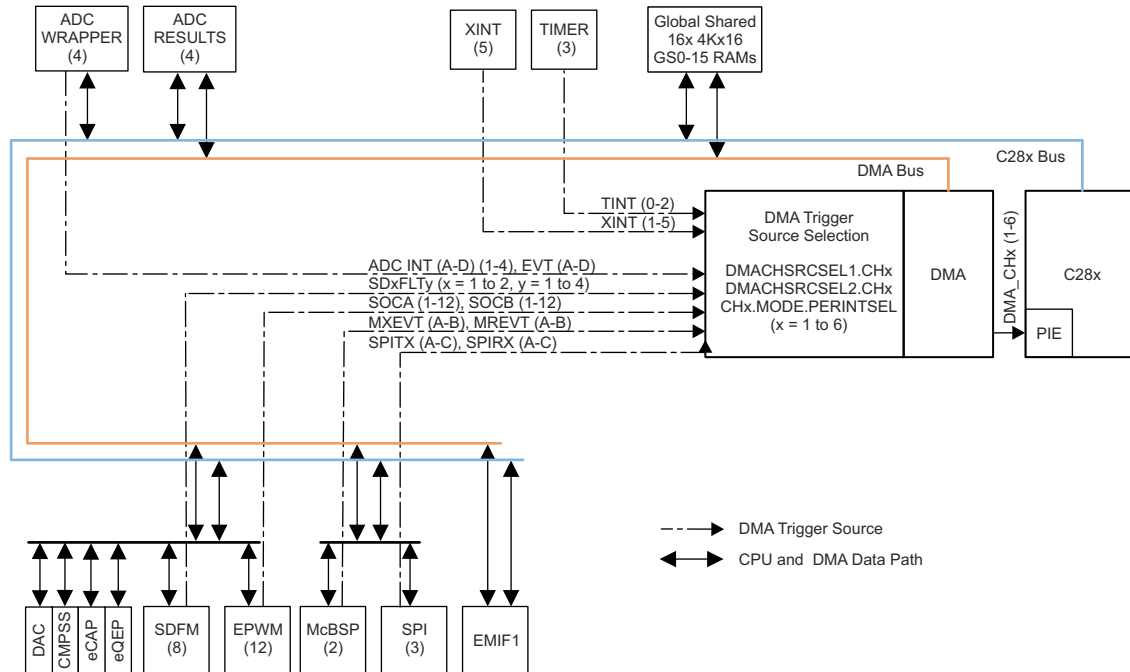 ADC
WRAPPER
(4)
ADC
RESULTS
(4)
XINT
(5)
TIMER
(3)
Global Shared
16x 4Kx16
GS0-15 RAMs
C28x Bus
DMA Bus
TINT (0-2)
XINT (1-5)
ADC INT (A-D) (1-4), EVT (A-D)
SDxFLTy (x = 1 to 2, y = 1 to 4)
SOCA (1-12), SOCB (1-12)
MXEVT (A-B), MREVT (A-B)
SPITX (A-C), SPIRX (A-C)
DMA Trigger
Source Selection
DMACHSRCSEL1.CHx
DMACHSRCSEL2.CHx
CHx.MODE.PERINTSEL
(x = 1 to 6)
DMA
DMA_CHx (1-6)
C28x
PIE
DMA Trigger Source
CPU and DMA Data Path
DAC
CMPSS
eCAP
eQEP
SDFM
(8)
EPWM
(12)
McBSP
(2)
SPI
(3)
EMIF1